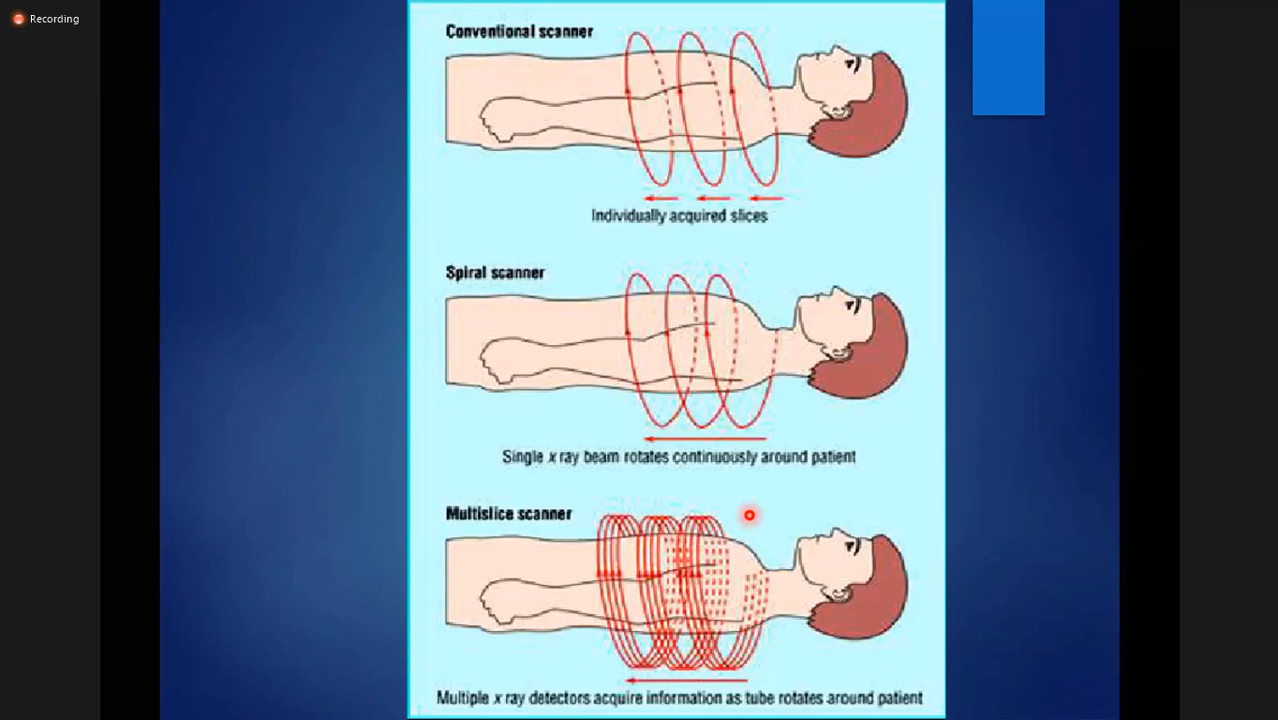 Recording
Conventional scanner
Individually acquired slices
Spiral scanner
Single x ray beam rotates continuously around patient
Multislice scanner
Multiple x ray detectors acquire information as tube rotates around patient